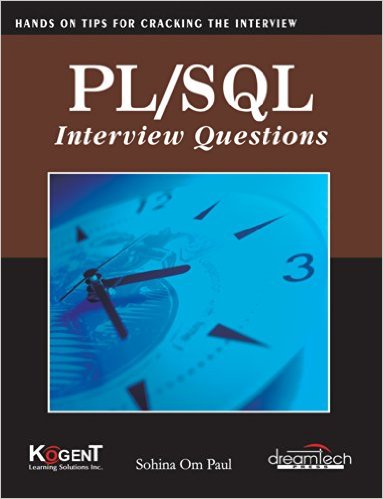 HANDS ON TIPS FOR CRACKING THE INTERVIEW
PL/SQL
Interview Questions
12
3
KOGENT
Learning Solutions Inc.
Sohina Om Paul
dreamtech
PRESS